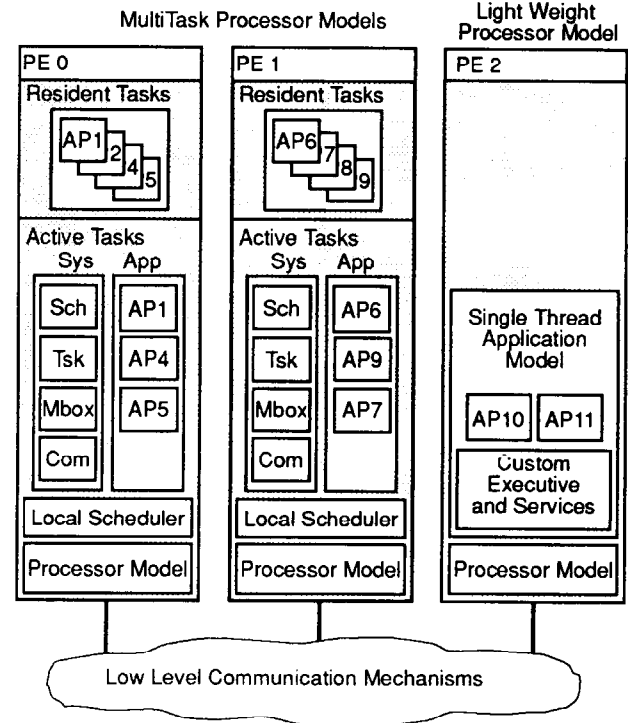 MultiTask Processor Models
Light Weight
Processor Model
PE 0
Resident Tasks
AP1
2
4
5
Active Tasks
Sys App
Sch
Tsk
Mbox
Com
AP1
AP4
AP5
Local Scheduler
Processor Model
PE 1
Resident Tasks
AP6
7
8
9
Active Tasks
Sys App
Sch
Tsk
Mbox
Com
AP6
AP9
AP7
Local Scheduler
Processor Model
PE 2
Single Thread
Application
Model
AP10 AP11
Custom
Executive
and Services
Processor Model
Low Level Communication Mechanisms